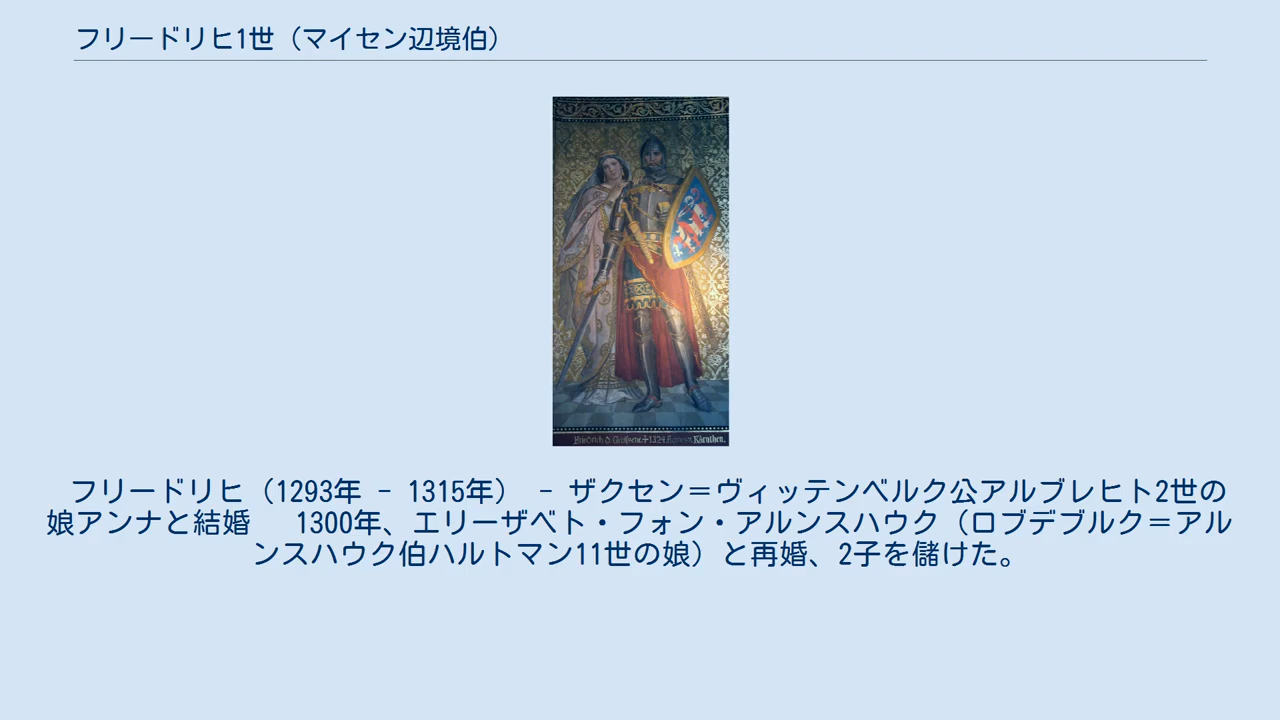 フリードリヒ1世（マイセン辺境伯）
Friedrich d. †1324 Kärnthen.
フリードリヒ（1293年 - 1315年） - ザクセン＝ヴィッテンベルク公アルブレヒト2世の
娘アンナと結婚　 1300年、エリーザベト・フォン・アルンスハウク（ロブデブルク＝アル
ンスハウク伯ハルトマン11世の娘）と再婚、2子を儲けた。